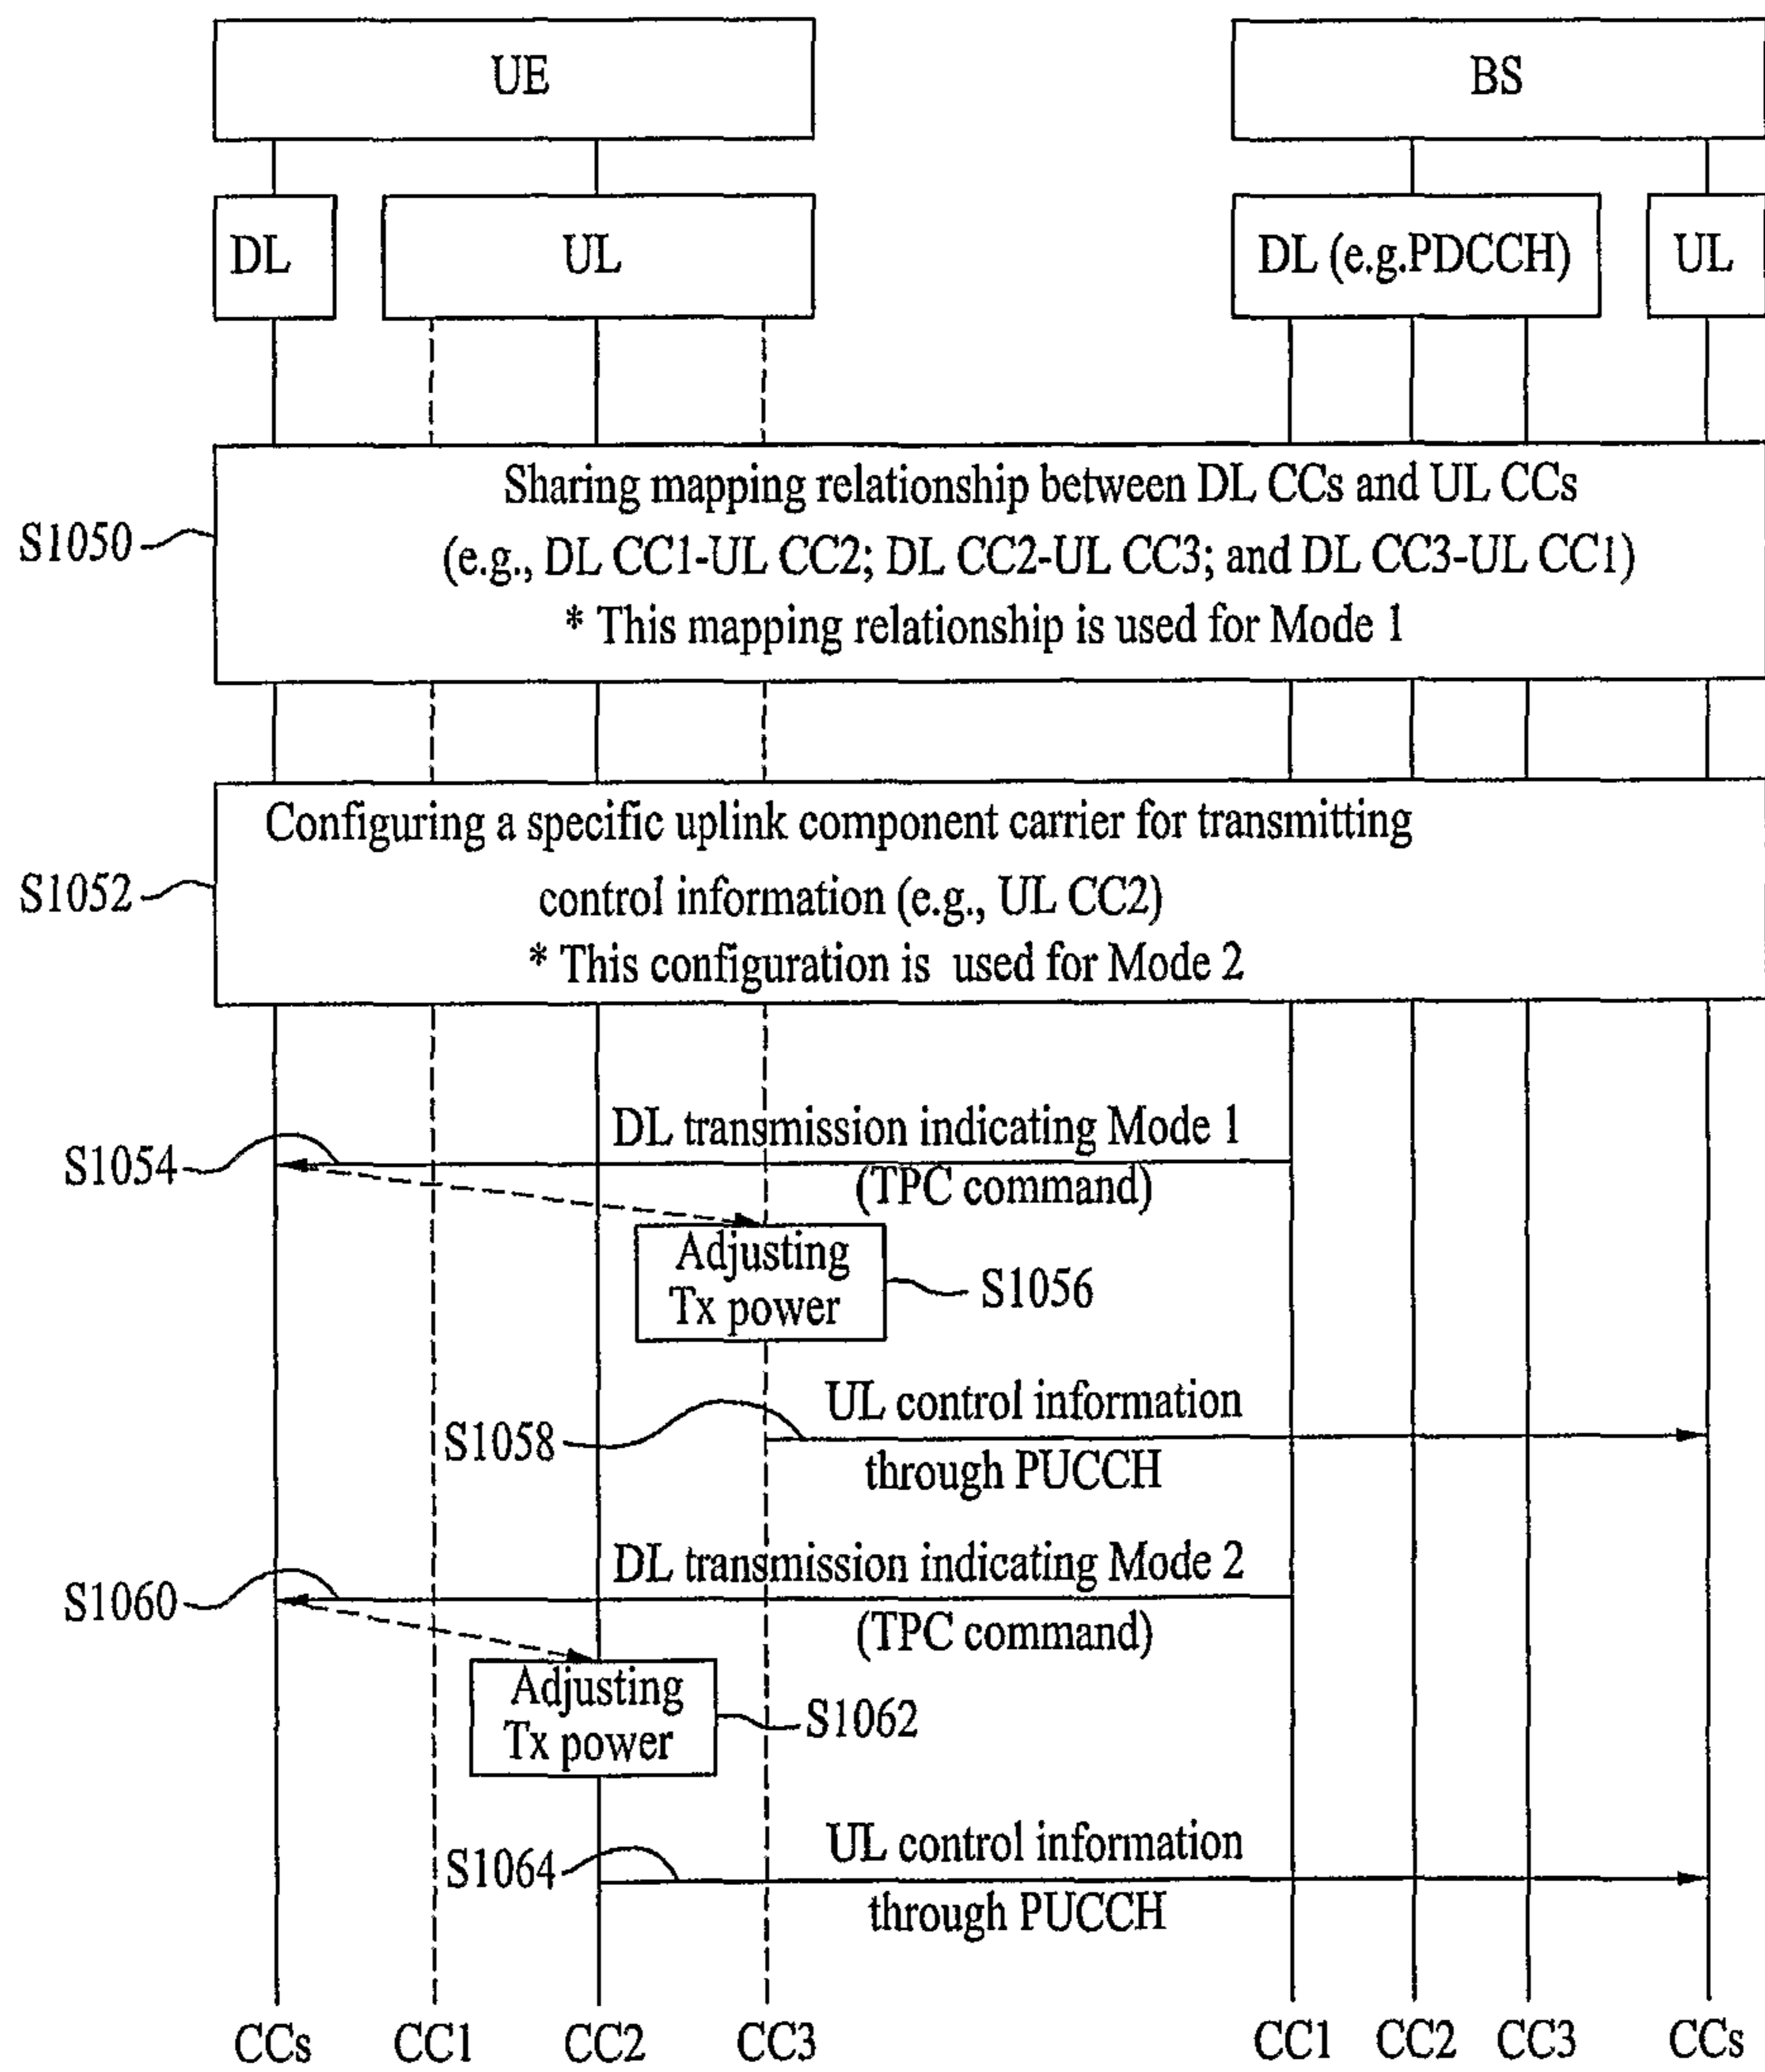 UE
BS
DL
UL
DL (e.g.PDCCH)
UL
Sharing mapping relationship between DL CCs and UL CCs
(e.g., DL CC1-UL CC2; DL CC2-UL CC3; and DL CC3-UL CC1)
* This mapping relationship is used for Mode 1
S1050
Configuring a specific uplink component carrier for transmitting
control information (e.g., UL CC2)
* This configuration is used for Mode 2
S1052
DL transmission indicating Mode 1
(TPC command)
S1054
Adjusting
Tx power
S1056
UL control information
through PUCCH
S1058
DL transmission indicating Mode 2
(TPC command)
S1060
Adjusting
Tx power
S1062
UL control information
through PUCCH
S1064
CCs
CC1
CC2
CC3
CC1
CC2
CC3
CCs